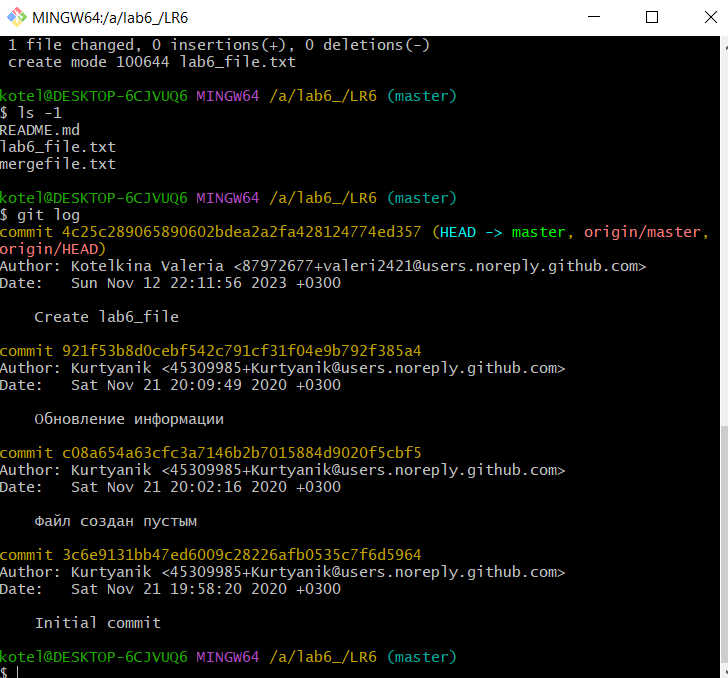 MINGW64:/a/lab6_/LR6
1 file changed, 0 insertions(+), 0 deletions(-)
create mode 100644 lab6_file.txt
kotel@DESKTOP-6CJVUQ6 MINGW64 /a/lab6_/LR6 (master)
$ ls -1
README.md
lab6_file.txt
mergefile.txt
kotel@DESKTOP-6CJVUQ6 MINGW64 /a/lab6_/LR6 (master)
$ git log
commit 4c25c289065890602bdea2a2fa428124774ed357 (HEAD -> master, origin/master,
origin/HEAD)
Author: Kotelkina Valeria <87972677+valeri2421@users.noreply.github.com>
Date:   Sun Nov 12 22:11:56 2023 +0300
Create lab6_file
commit 921f53b8d0cebf542c791cf31f04e9b792f385a4
Author: Kurtyanik <45309985+Kurtyanik@users.noreply.github.com>
Date:   Sat Nov 21 20:09:49 2020 +0300
Обновление информации
commit c08a654a63cfc3a7146b2b7015884d9020f5cbf5
Author: Kurtyanik <45309985+Kurtyanik@users.noreply.github.com>
Date:   Sat Nov 21 20:02:16 2020 +0300
Файл создан пустым
commit 3c6e9131bb47ed6009c28226afb0535c7f6d5964
Author: Kurtyanik <45309985+Kurtyanik@users.noreply.github.com>
Date:   Sat Nov 21 19:58:20 2020 +0300
Initial commit
kotel@DESKTOP-6CJVUQ6 MINGW64 /a/lab6_/LR6 (master)
$